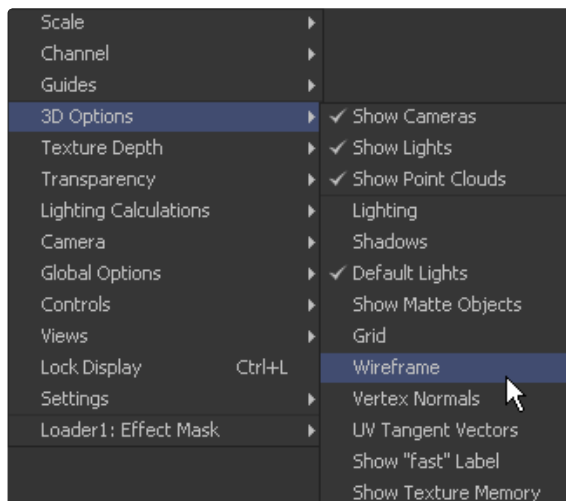 Scale
Channel
Guides
3D Options
Texture Depth
Transparency
Lighting Calculations
Camera
Global Options
Controls
Views
Lock Display Ctrl+L
Settings
Loader1: Effect Mask
Show Cameras
Show Lights
Show Point Clouds
Lighting
Shadows
Default Lights
Show Matte Objects
Grid
Wireframe
Vertex Normals
UV Tangent Vectors
Show "fast" Label
Show Texture Memory